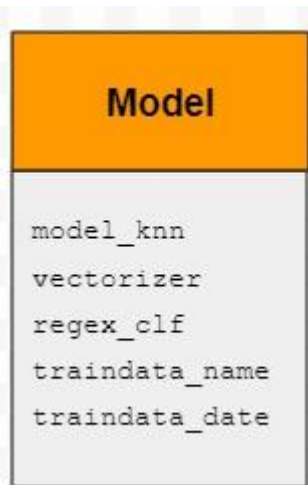 Model
model_knn
vectorizer
regex_clf
traindata_name
traindata_date